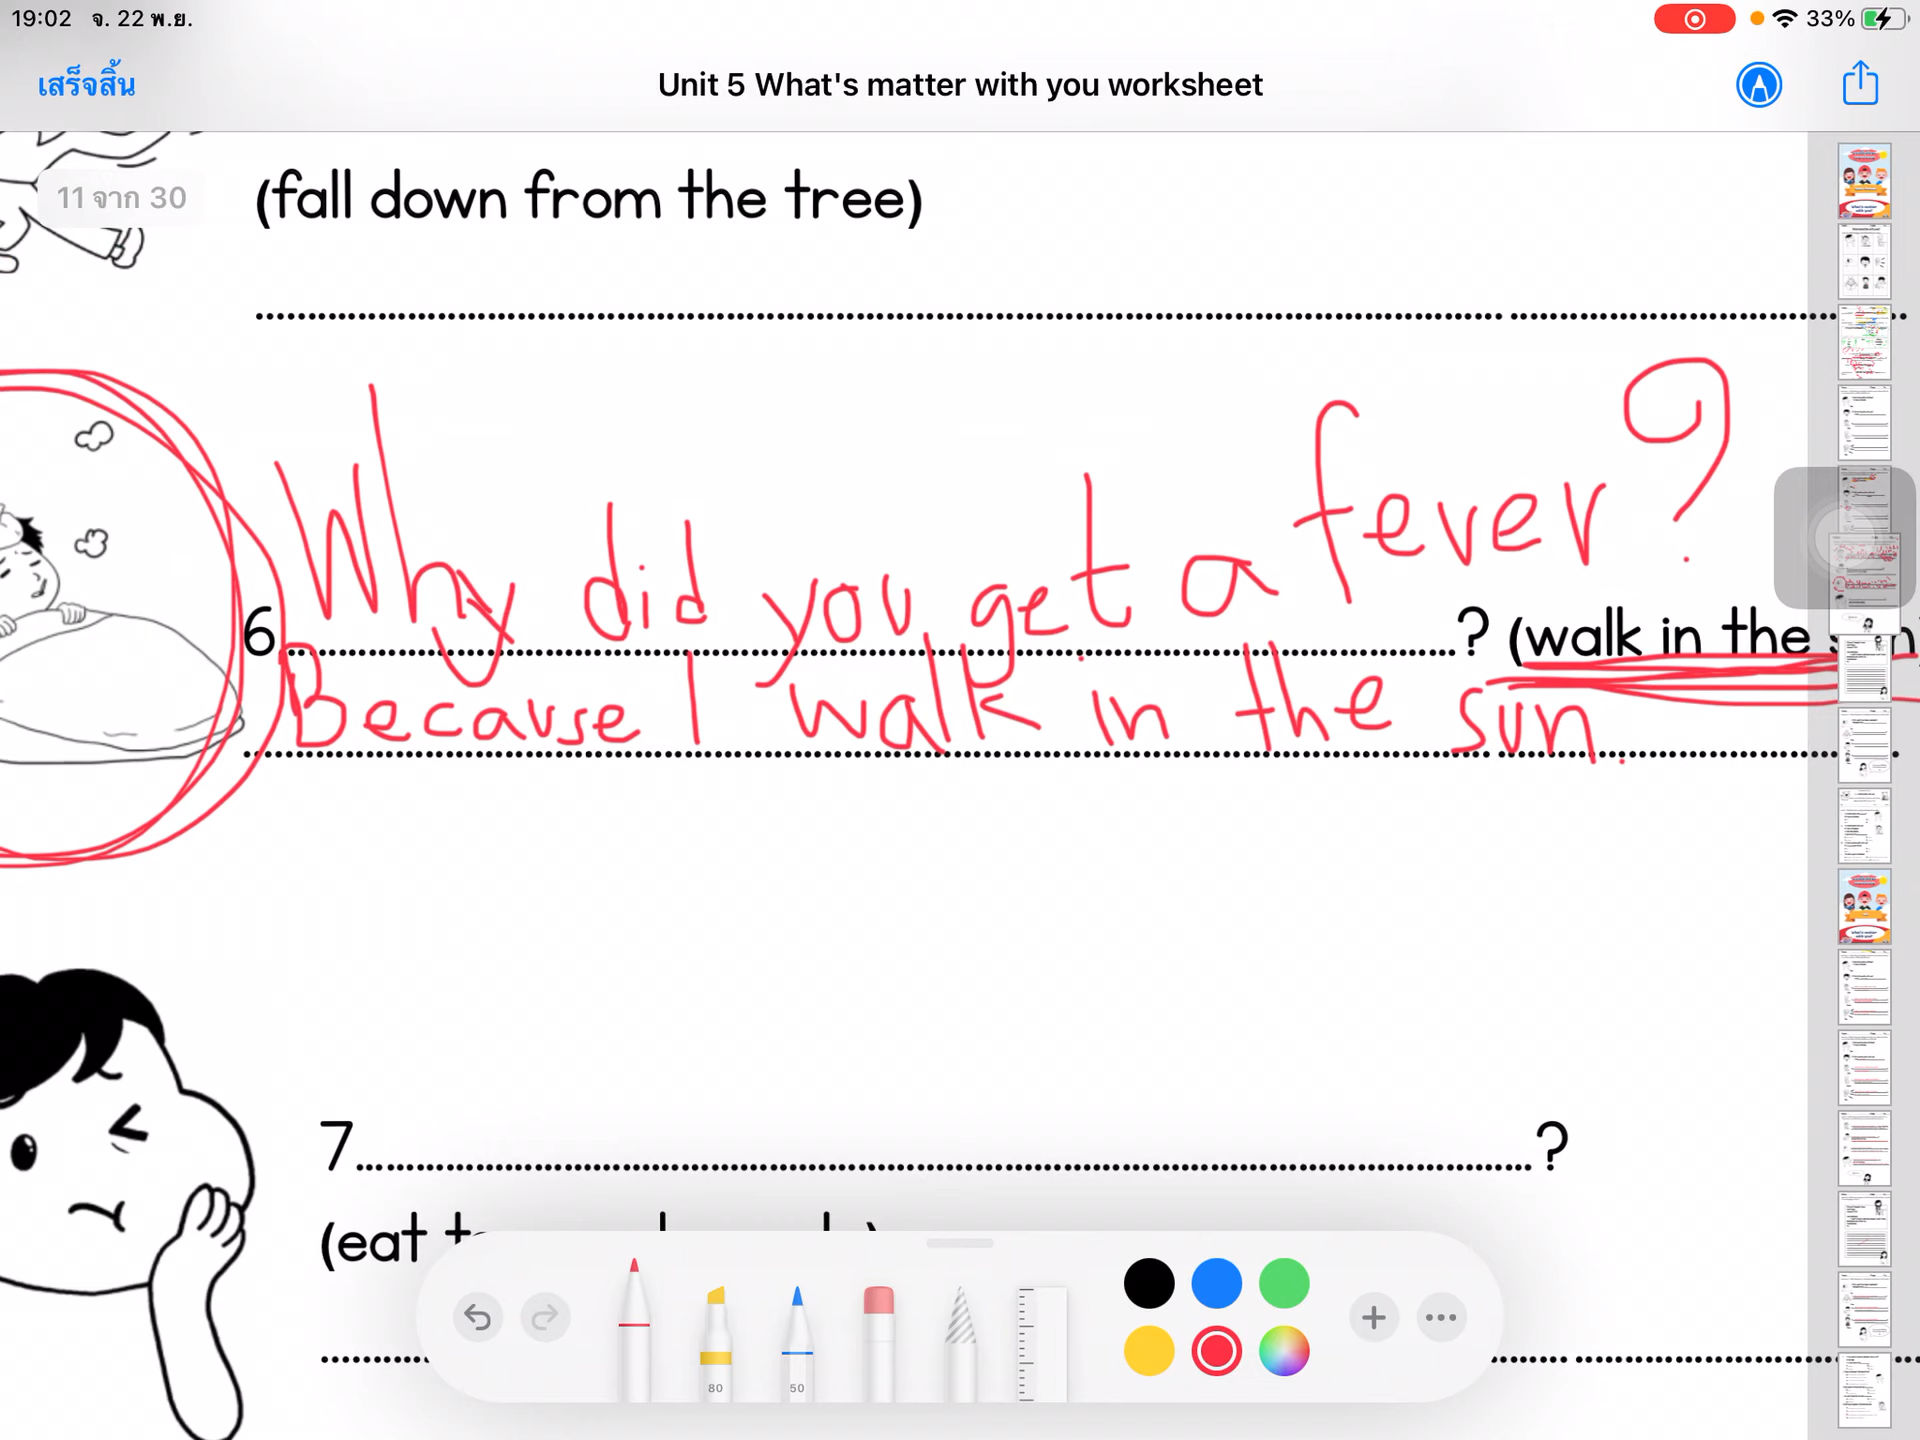 19:02 จ. 22 พ.ย.
33%
เสร็จสิ้น
Unit 5 What's matter with you worksheet
11 จาก 30
(fall down from the tree)
Why did you get a fever?
6 ? (walk in the
Because I walk in the sun.
7 ?
(eat
80
50